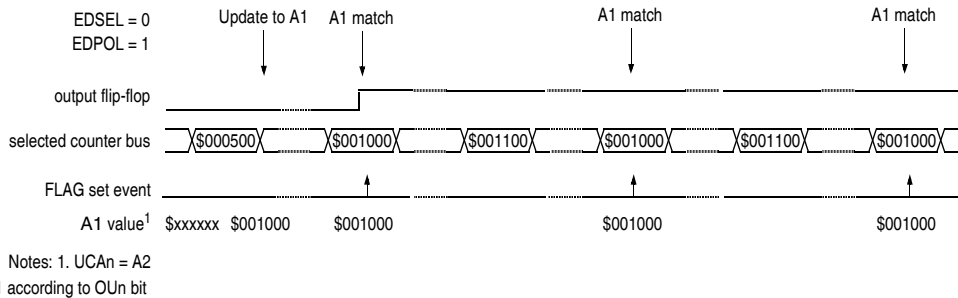 EDSEL = 0
EDPOL = 1
Update to A1 A1 match A1 match A1 match
output flip-flop
selected counter bus $000500 $001000 $001100 $001000 $001100 $001000
FLAG set event
A1 value1 $xxxxxx $001000 $001000 $001000 $001000
Notes: 1. UCAn = A2
according to OUn bit